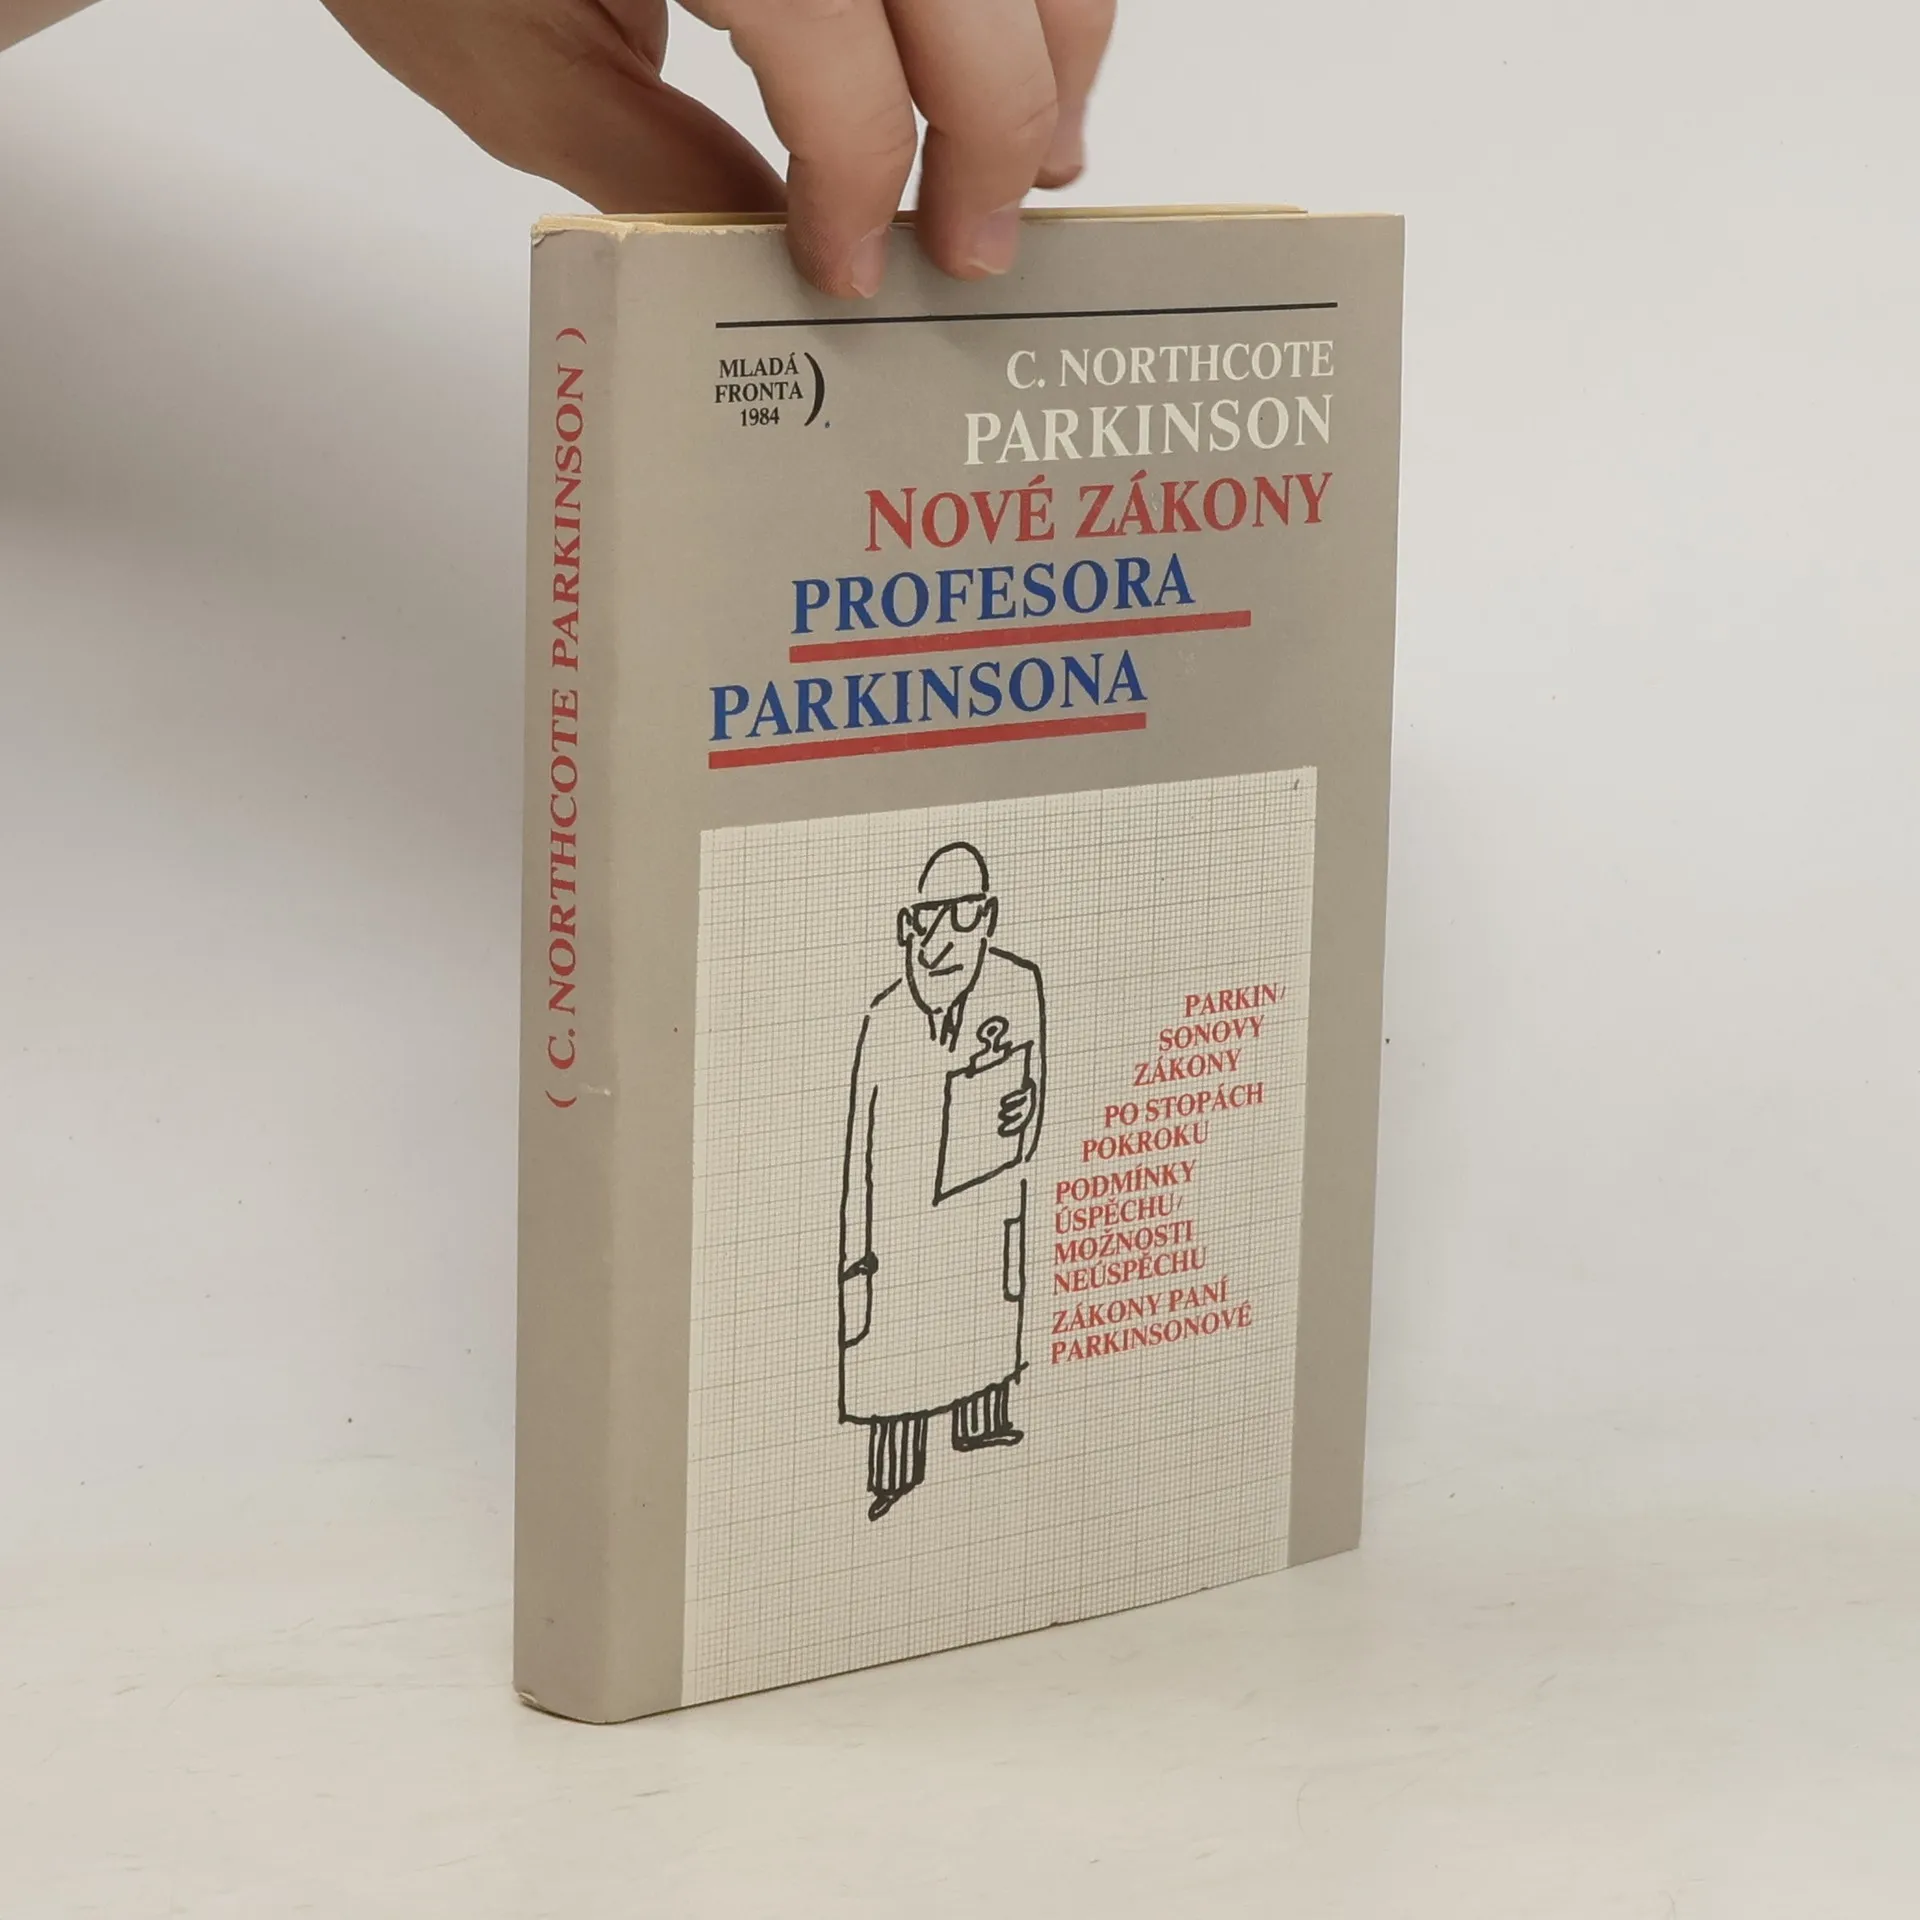 ( C. NORTHCOTE PARKINSON )
MLADÁ
FRONTA
1984
C. NORTHCOTE
PARKINSON
NOVÉ ZÁKONY
PROFESORA
PARKINSONA
PARKIN/
SONOVY
ZÁKONY
PO STOPÁCH
POKROKU
PODMÍNKY
ÚSPĚCHU/
MOŽNOSTI
NEÚSPĚCHU
ZÁKONY PANÍ
PARKINSONOVÉ